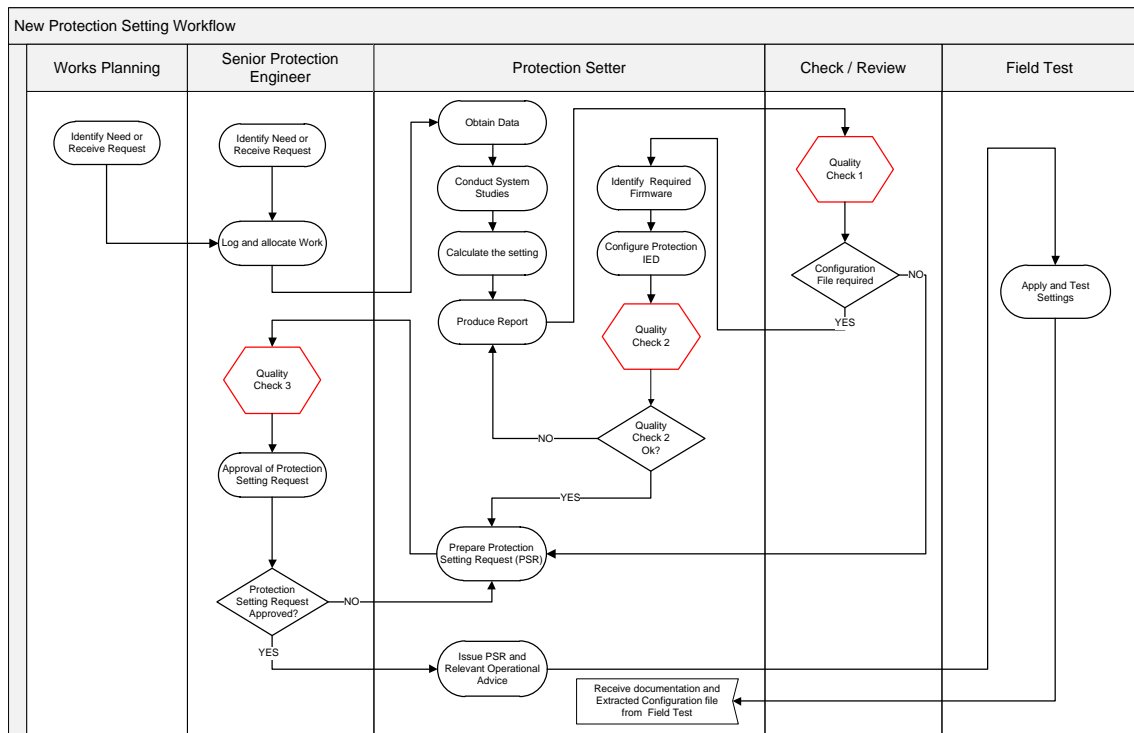 New Protection Setting Workflow
Works Planning
Senior Protection
Engineer
Protection Setter
Check / Review
Field Test
Identify Need or
Receive Request
Identify Need or
Receive Request
Log and allocate Work
Obtain Data
Conduct System
Studies
Calculate the setting
Produce Report
Identify Required
Firmware
Configure Protection
IED
Quality
Check 2
Quality
Check 2
Ok?
NO
YES
Quality
Check 1
Configuration
File required
NO
YES
Apply and Test
Settings
Quality
Check 3
Approval of Protection
Setting Request
Protection
Setting Request
Approved?
NO
YES
Prepare Protection
Setting Request (PSR)
Issue PSR and
Relevant Operational
Advice
Receive documentation and
Extracted Configuration file
from Field Test